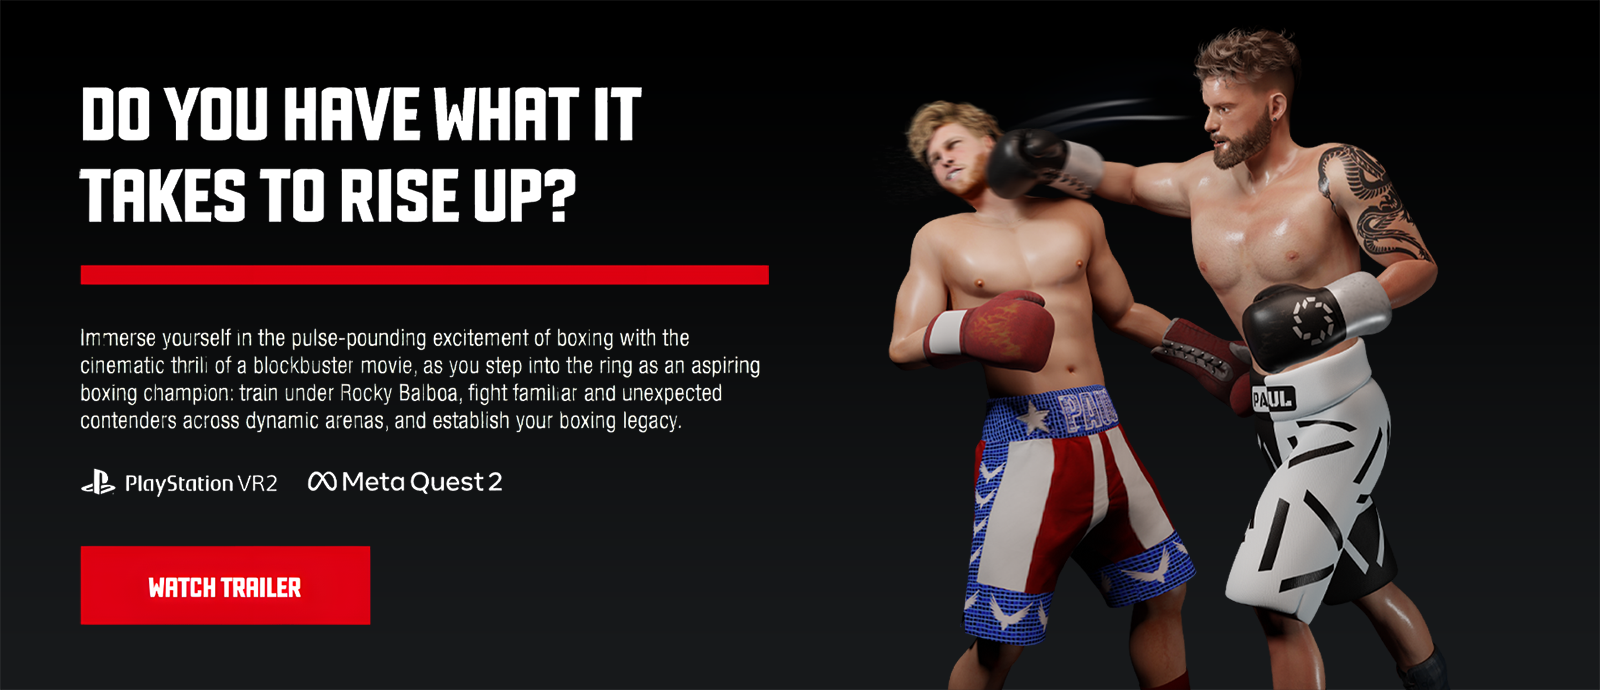 DO YOU HAVE WHAT IT
TAKES TO RISE UP?
Immerse yourself in the pulse-pounding excitement of boxing with the
cinematic thrill of a blockbuster movie, as you step into the ring as an aspiring
boxing champion: train under Rocky Balboa, fight familiar and unexpected
contenders across dynamic arenas, and establish your boxing legacy.
PlayStation VR2
Meta Quest 2
WATCH TRAILER
PAUL
PAUL